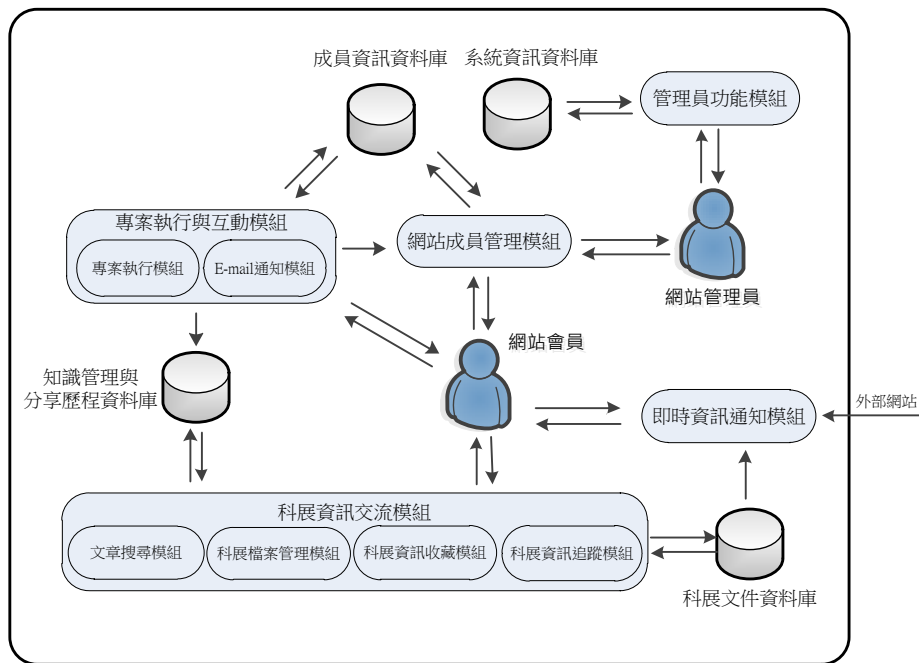 成員資訊資料庫
系統資訊資料庫
管理員功能模組
專案執行與互動模組
專案執行模組
E-mail通知模組
網站成員管理模組
網站管理員
網站會員
知識管理與
分享歷程資料庫
即時資訊通知模組
外部網站
科展資訊交流模組
文章搜尋模組
科展檔案管理模組
科展資訊收藏模組
科展資訊追蹤模組
科展文件資料庫